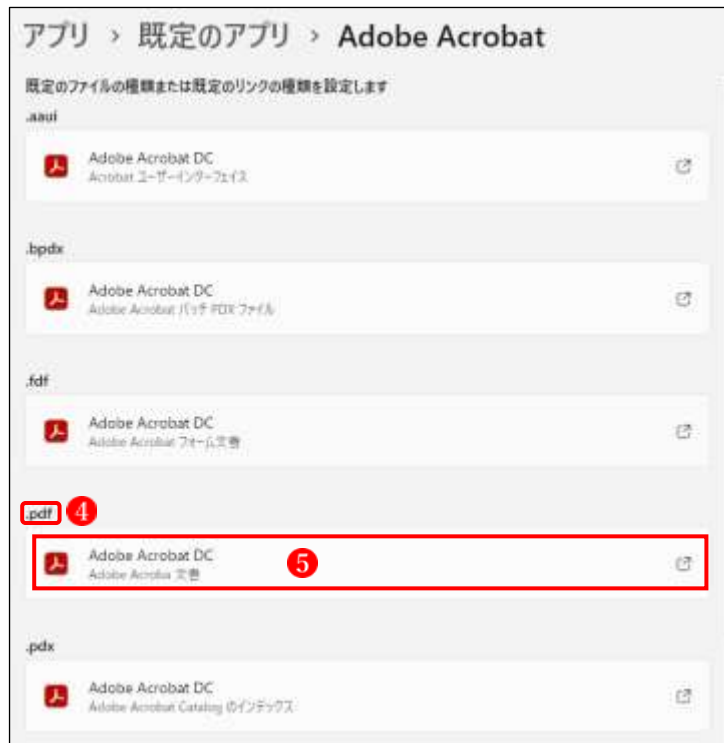 アプリ › 既定のアプリ › Adobe Acrobat
既定のファイルの種類または既定のリンクの種類を設定します
.aaui
Adobe Acrobat DC
Acrobat ユーザーインターフェイス
.bpdx
Adobe Acrobat DC
Adobe Acrobat バッチ PDX ファイル
.fdf
Adobe Acrobat DC
Adobe Acrobat フォーム文書
.pdf ④
Adobe Acrobat DC
⑤
Adobe Acroba 文書
.pdx
Adobe Acrobat DC
Adobe Acrobat Catalog のインデックス